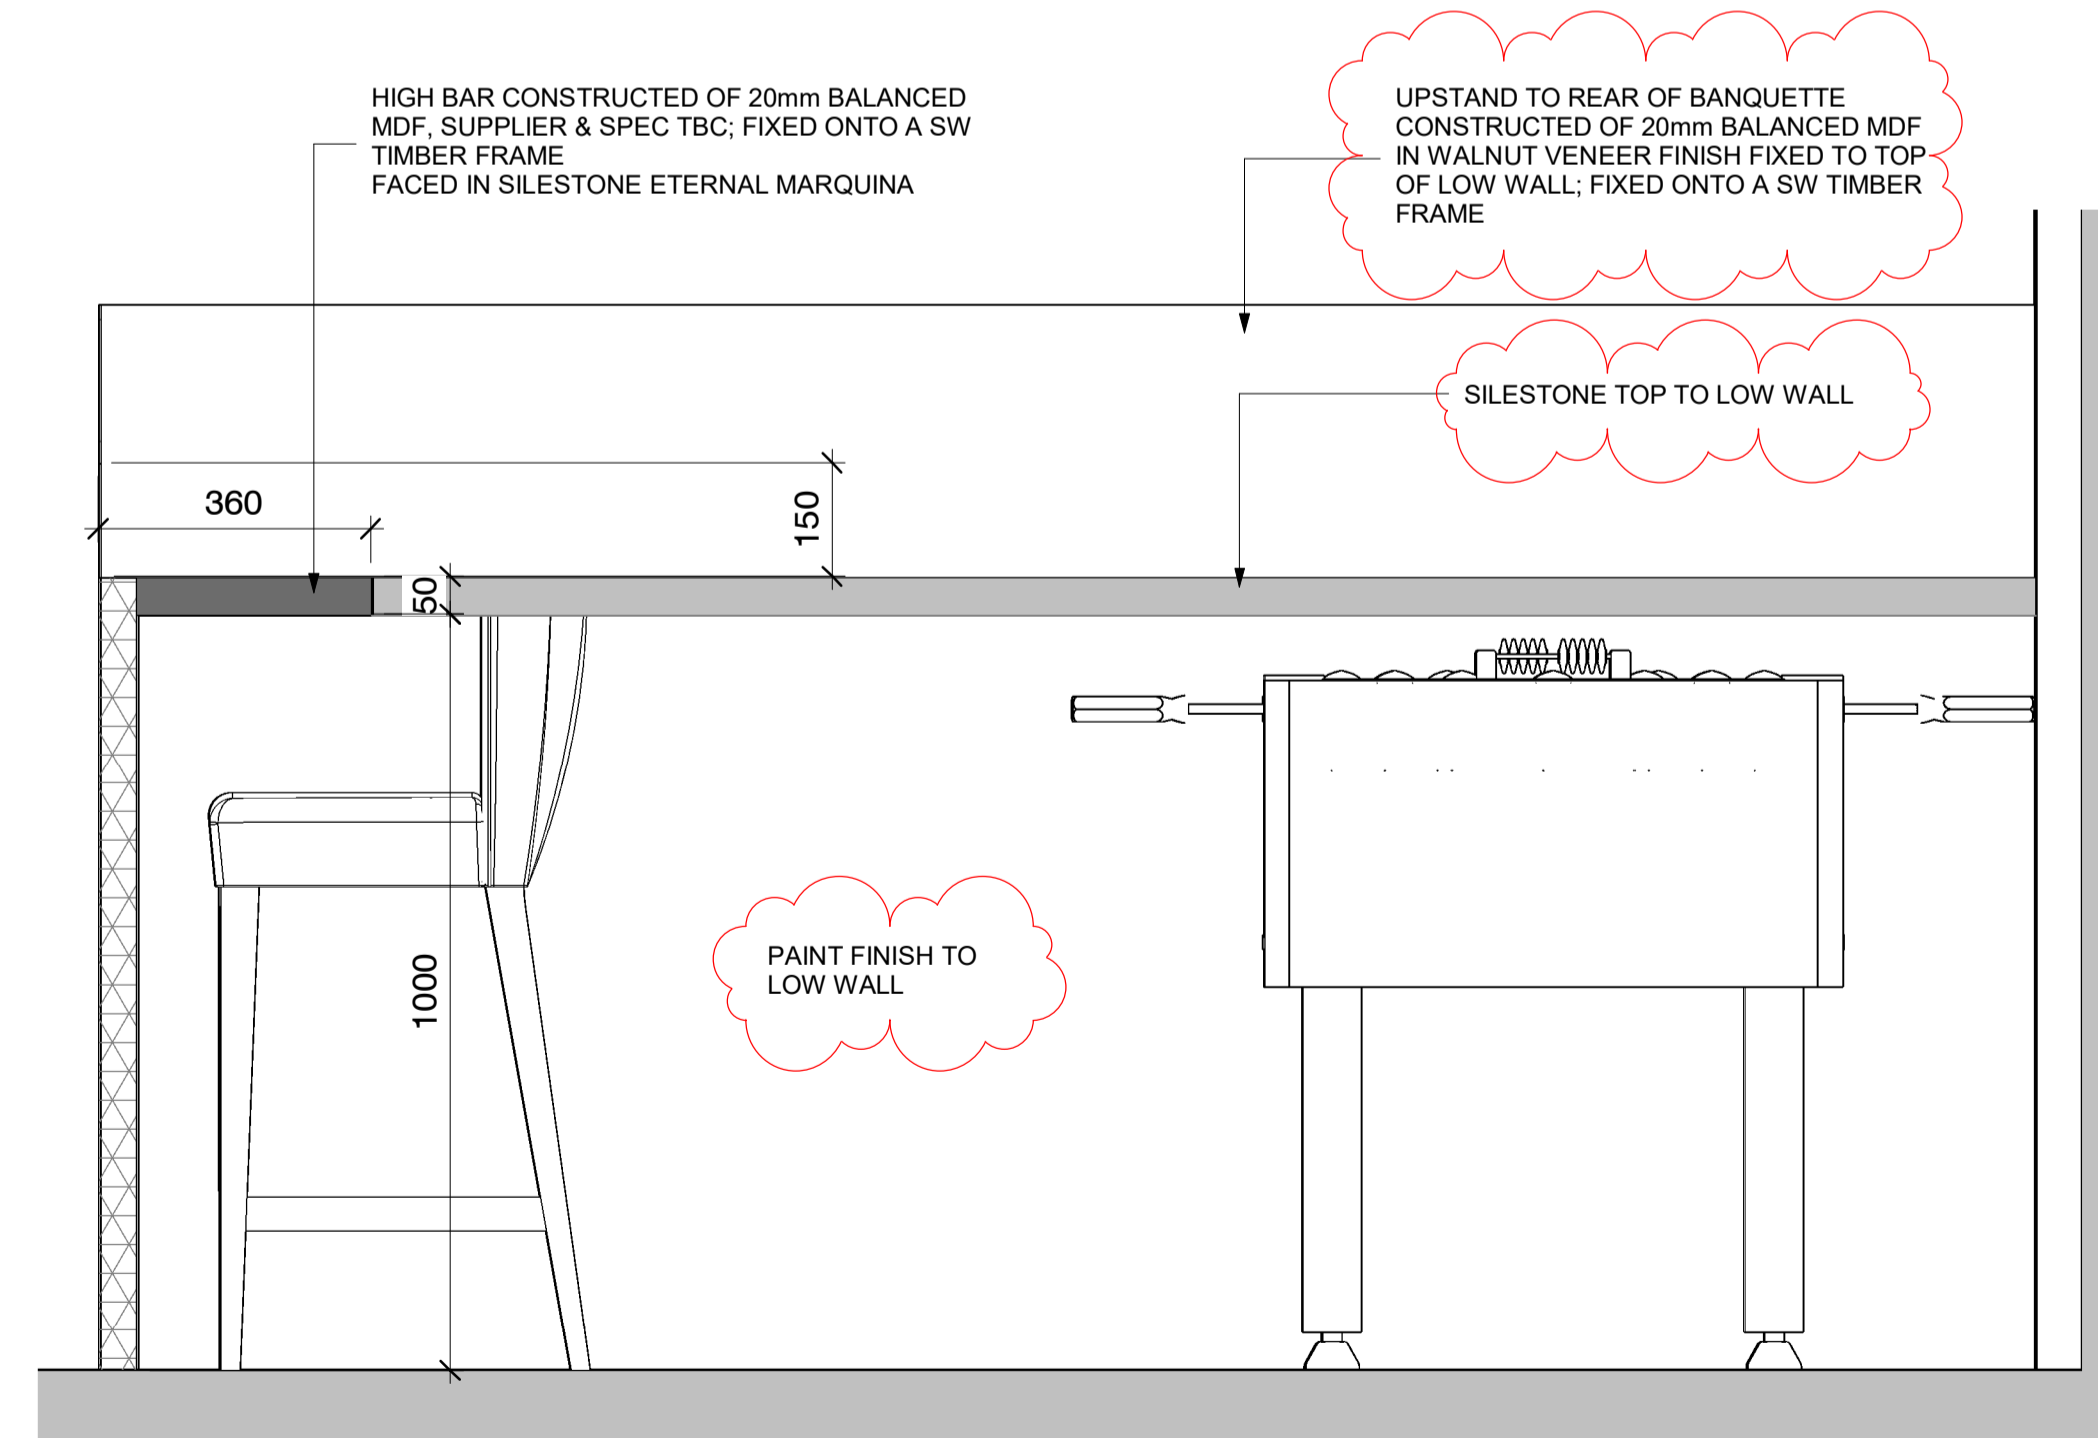 HIGH BAR CONSTRUCTED OF 20mm BALANCED
MDF, SUPPLIER & SPEC TBC; FIXED ONTO A SW
TIMBER FRAME
FACED IN SILESTONE ETERNAL MARQUINA
UPSTAND TO REAR OF BANQUETTE
CONSTRUCTED OF 20mm BALANCED MDF
IN WALNUT VENEER FINISH FIXED TO TOP
OF LOW WALL; FIXED ONTO A SW TIMBER
FRAME
SILESTONE TOP TO LOW WALL
360
150
50
PAINT FINISH TO
LOW WALL
1000